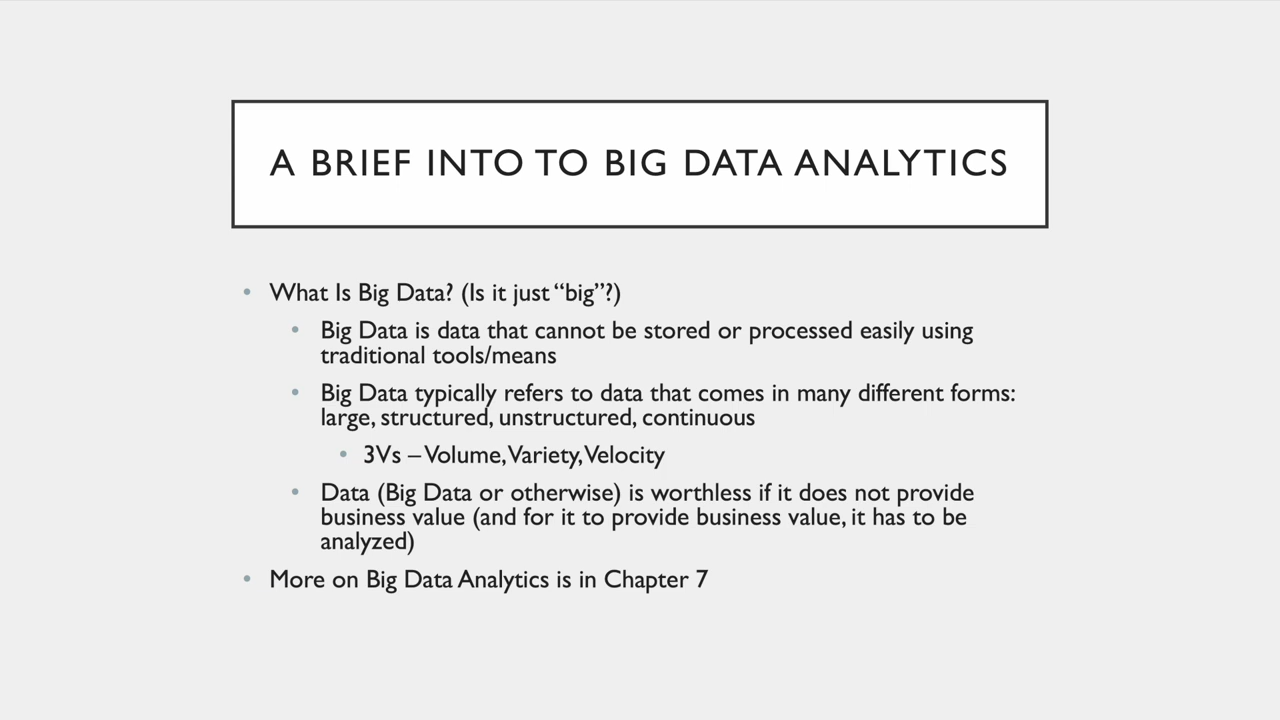 A BRIEF INTO TO BIG DATA ANALYTICS
• What Is Big Data? (Is it just “big”?)
• Big Data is data that cannot be stored or processed easily using
traditional tools/means
• Big Data typically refers to data that comes in many different forms:
large, structured, unstructured, continuous
• 3Vs – Volume, Variety, Velocity
• Data (Big Data or otherwise) is worthless if it does not provide
business value (and for it to provide business value, it has to be
analyzed)
• More on Big Data Analytics is in Chapter 7